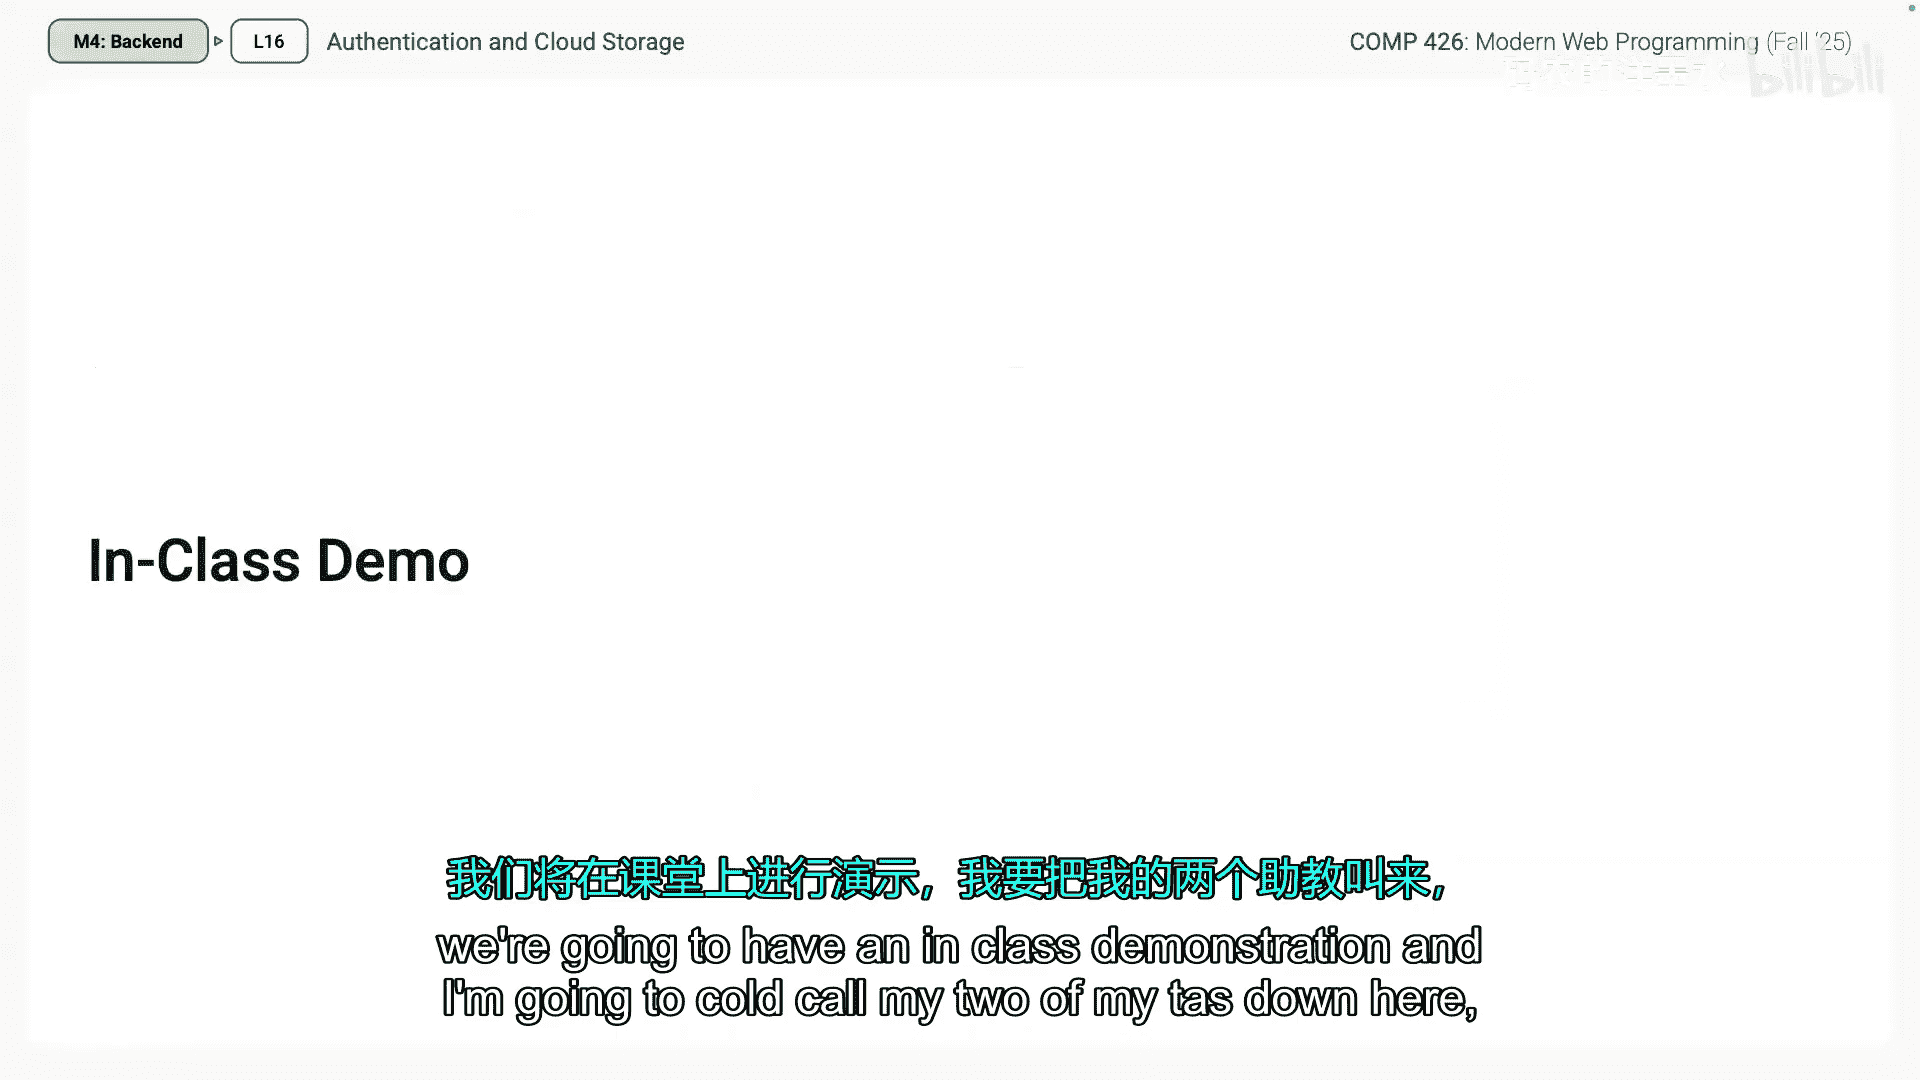 M4: Backend
L16
Authentication and Cloud Storage
COMP 426: Modern Web Programming (Fall '25)
bilibili
In-Class Demo
我们将在课堂上进行演示，我要把我的两个助教叫来，
we're going to have an in class demonstration and
I'm going to cold call my two of my tas down here,